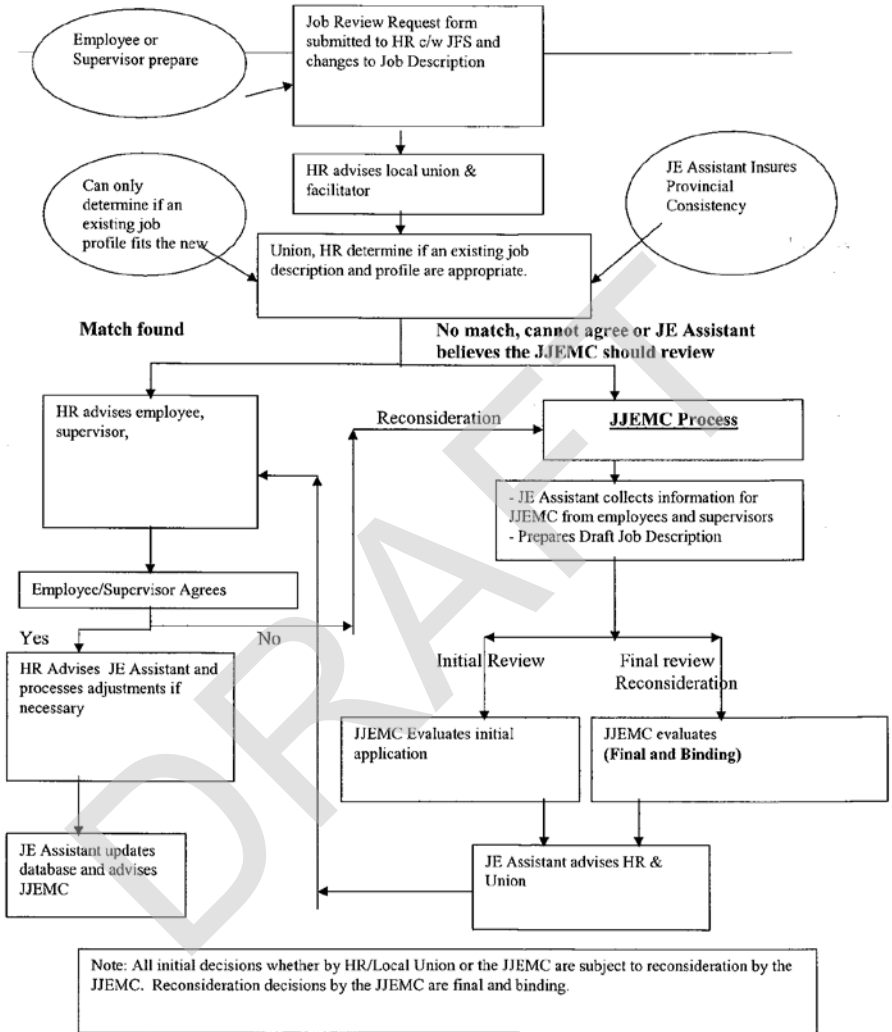 Employee or
Supervisor prepare
Job Review Request form
submitted to HR c/w JFS and
changes to Job Description
HR advises local union &
facilitator
Can only
determine if an
existing job
profile fits the new
JE Assistant Insures
Provincial
Consistency
Union, HR determine if an existing job
description and profile are appropriate.
Match found
No match, cannot agree or JE Assistant
believes the JJEMC should review
HR advises employee,
supervisor,
Reconsideration
JJEMC Process
- JE Assistant collects information for
JJEMC from employees and supervisors
- Prepares Draft Job Description
Employee/Supervisor Agrees
Yes
No
HR Advises JE Assistant and
processes adjustments if
necessary
Initial Review
Final review
Reconsideration
JJEMC Evaluates initial
application
JJEMC evaluates
(Final and Binding)
JE Assistant updates
database and advises
JJEMC
JE Assistant advises HR &
Union
Note: All initial decisions whether by HR/Local Union or the JJEMC are subject to reconsideration by the
JJEMC. Reconsideration decisions by the JJEMC are final and binding.
DRAFT